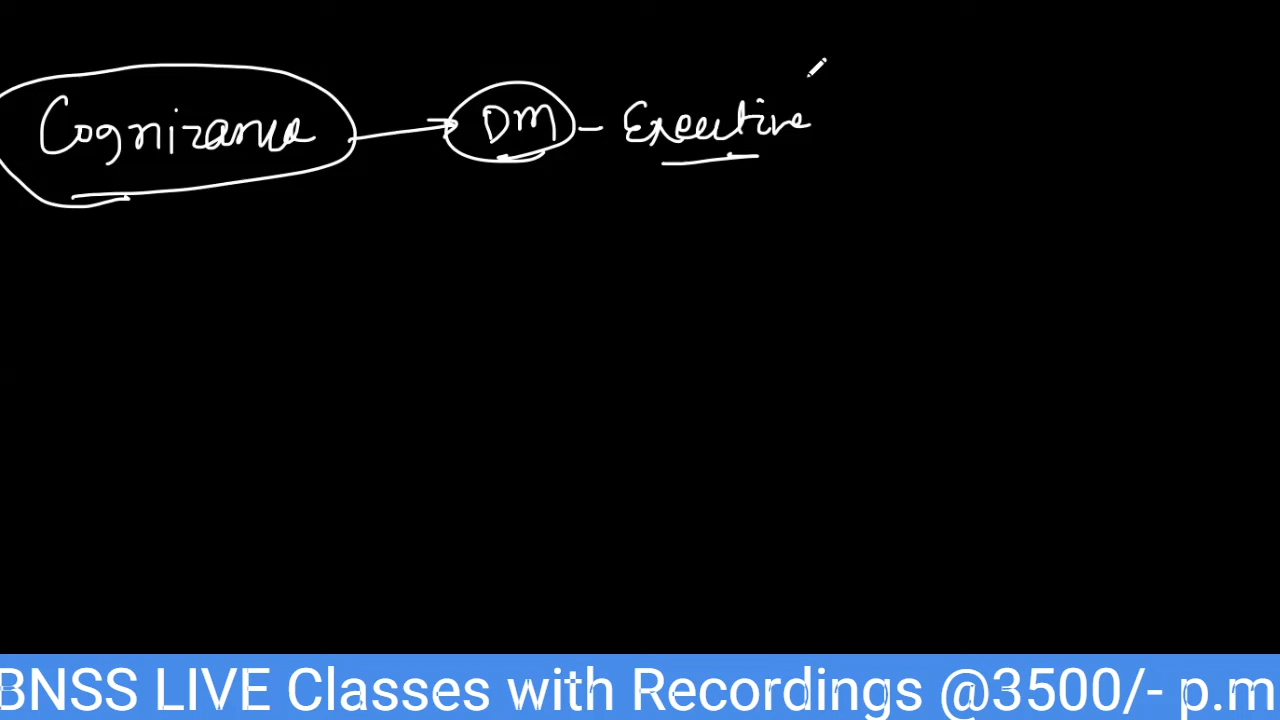 Cognizance → DM - Executive
BNSS LIVE Classes with Recordings @3500/- p.m